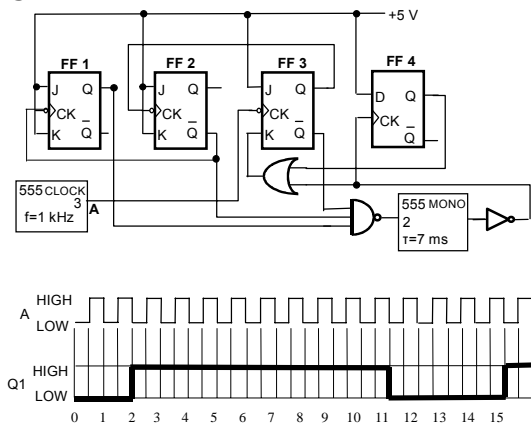 +5 V
FF 1 FF 2 FF 3 FF 4
J Q J Q J Q D Q
CK CK CK CK
K Q K Q K Q Q
555 CLOCK
3
f=1 kHz
A
555 MONO
2
τ=7 ms
A HIGH
LOW
Q1 HIGH
LOW
0 1 2 3 4 5 6 7 8 9 10 11 12 13 14 15